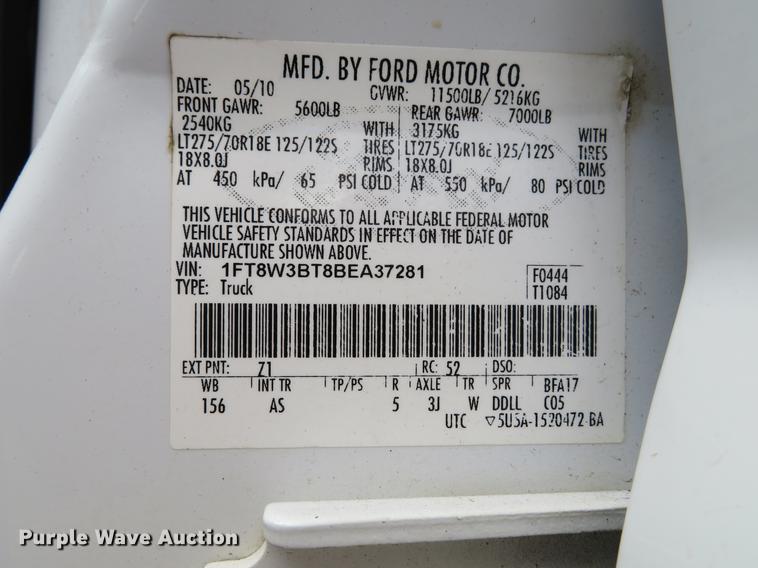 MFD. BY FORD MOTOR CO.
DATE: 05/10 GVWR: 11500LB/ 5216KG
FRONT GAWR: 5600LB REAR GAWR: 7000LB
2540KG WITH 3175KG WITH
LT275/70R18E 125/122S TIRES LT275/70R18E 125/122S TIRES
18X8.0J RIMS 18X8.0J RIMS
AT 450 kPa/ 65 PSI COLD AT 550 kPa/ 80 PSI COLD
THIS VEHICLE CONFORMS TO ALL APPLICABLE FEDERAL MOTOR
VEHICLE SAFETY STANDARDS IN EFFECT ON THE DATE OF
MANUFACTURE SHOWN ABOVE.
VIN: 1FT8W3BT8BEA37281 F0444
TYPE: Truck T1084
EXT PNT: Z1 RC: 52 DSO:
WB INT TR TP/PS R AXLE TR SPR BFA17
156 AS 5 3J W DDLL C05
UTC ▽5U5A-1520472-BA
Purple Wave Auction